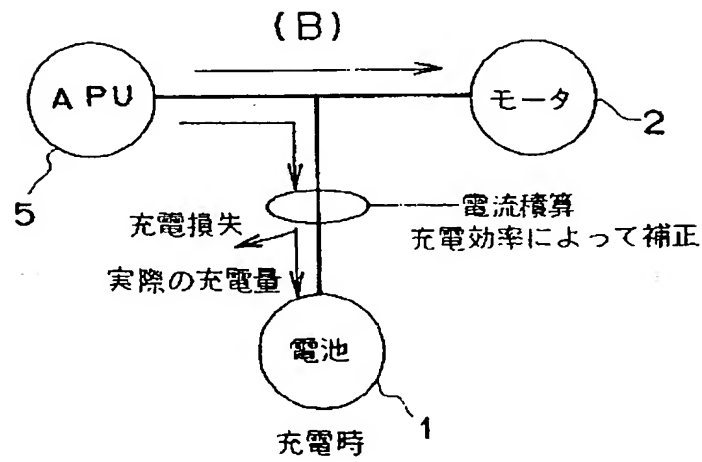 (B)
APU
モータ
2
5
電流積算
充電効率によって補正
充電損失
実際の充電量
電池
1
充電時